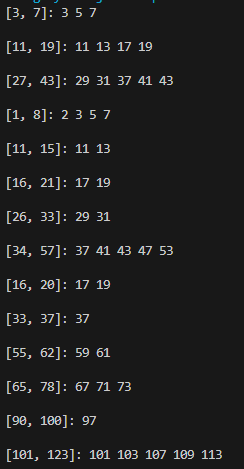 [3, 7]: 3 5 7
[11, 19]: 11 13 17 19
[27, 43]: 29 31 37 41 43
[1, 8]: 2 3 5 7
[11, 15]: 11 13
[16, 21]: 17 19
[26, 33]: 29 31
[34, 57]: 37 41 43 47 53
[16, 20]: 17 19
[33, 37]: 37
[55, 62]: 59 61
[65, 78]: 67 71 73
[90, 100]: 97
[101, 123]: 101 103 107 109 113